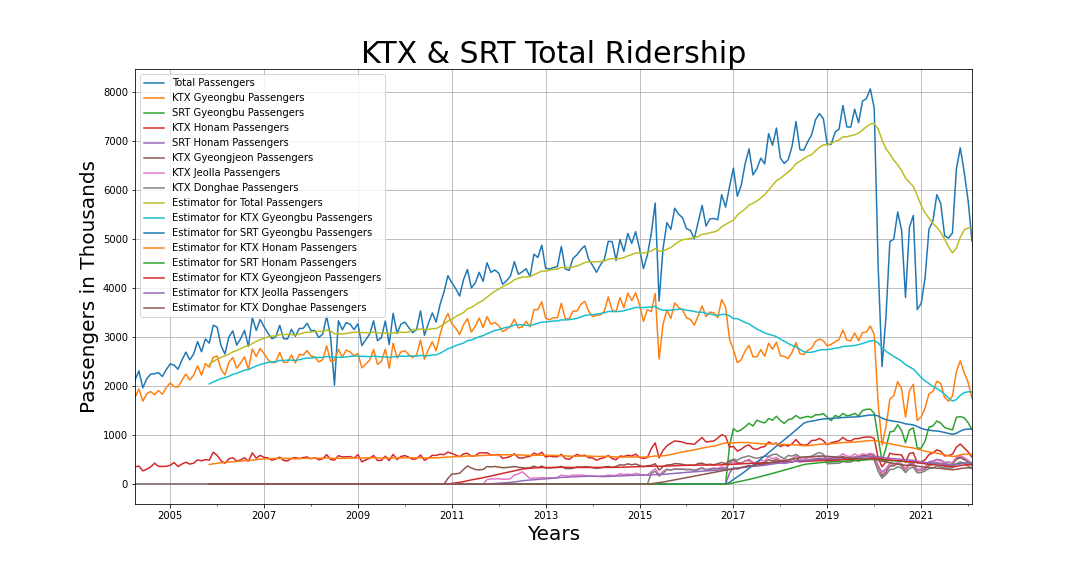 KTX & SRT Total Ridership
Total Passengers
KTX Gyeongbu Passengers
SRT Gyeongbu Passengers
KTX Honam Passengers
SRT Honam Passengers
KTX Gyeongjeon Passengers
KTX Jeolla Passengers
KTX Donghae Passengers
Estimator for Total Passengers
Estimator for KTX Gyeongbu Passengers
Estimator for SRT Gyeongbu Passengers
Estimator for KTX Honam Passengers
Estimator for SRT Honam Passengers
Estimator for KTX Gyeongjeon Passengers
Estimator for KTX Jeolla Passengers
Estimator for KTX Donghae Passengers
8000
7000
6000
5000
4000
3000
2000
1000
0
Passengers in Thousands
2005 2007 2009 2011 2013 2015 2017 2019 2021
Years